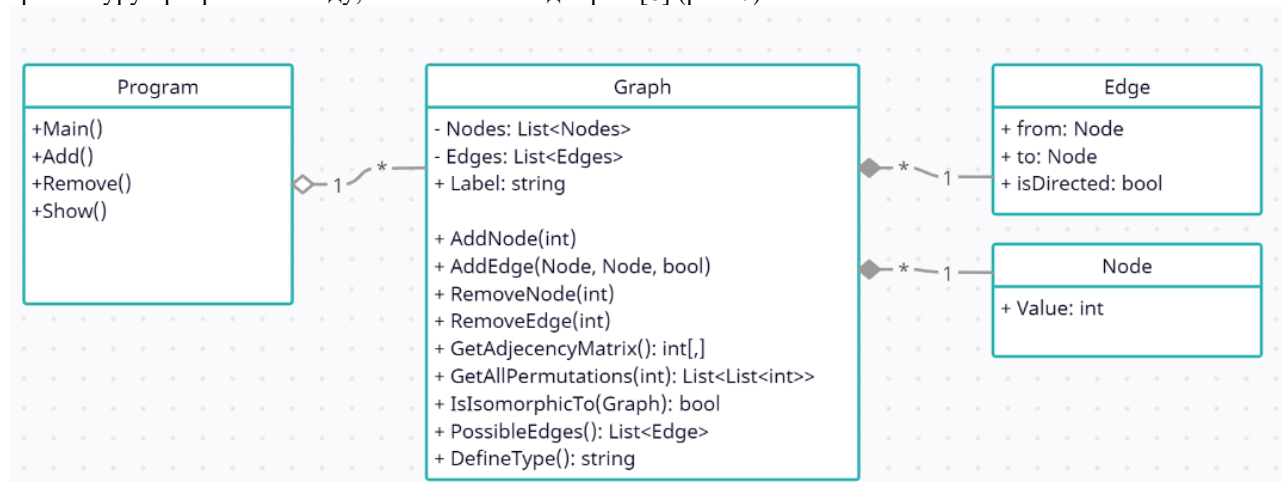 Program
+Main()
+Add()
+Remove()
+Show()
1
*
Graph
- Nodes: List<Nodes>
- Edges: List<Edges>
+ Label: string
+ AddNode(int)
+ AddEdge(Node, Node, bool)
+ RemoveNode(int)
+ RemoveEdge(int)
+ GetAdjecencyMatrix(): int[,]
+ GetAllPermutations(int): List<List<int>>
+ IsIsomorphicTo(Graph): bool
+ PossibleEdges(): List<Edge>
+ DefineType(): string
*
1
Edge
+ from: Node
+ to: Node
+ isDirected: bool
*
1
Node
+ Value: int